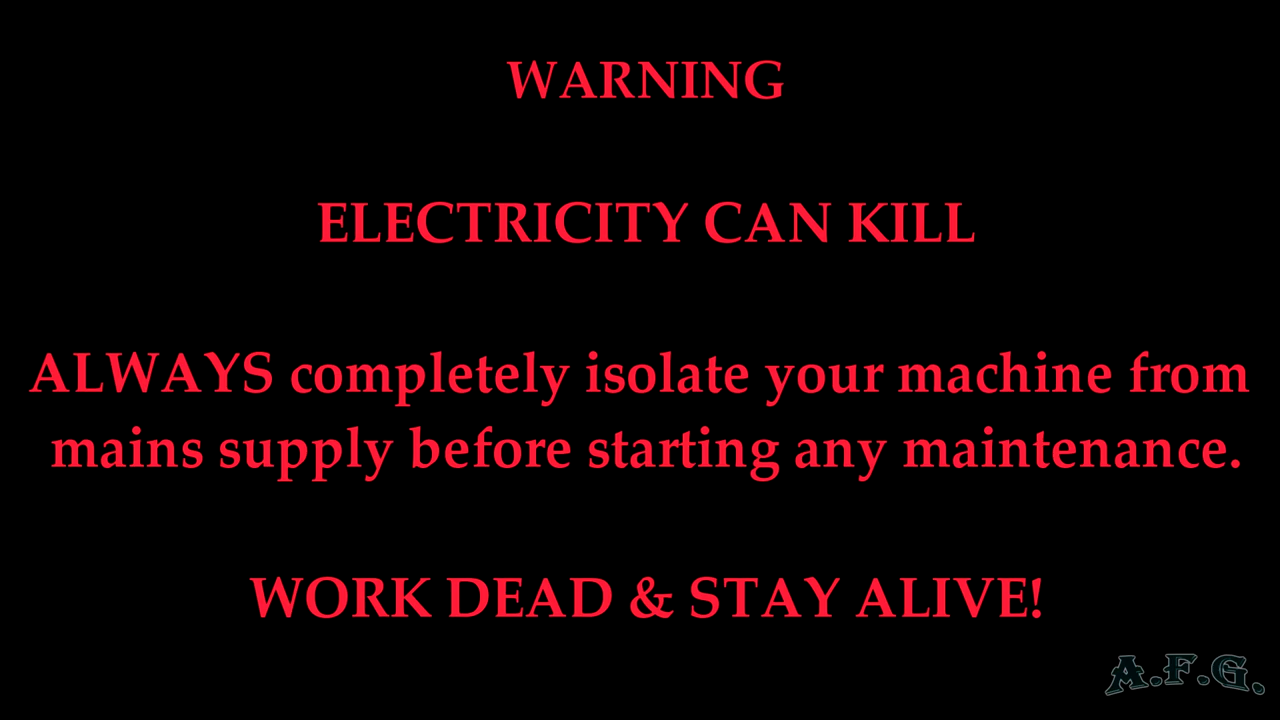 WARNING
ELECTRICITY CAN KILL
ALWAYS completely isolate your machine from
mains supply before starting any maintenance.
WORK DEAD & STAY ALIVE!
A.F.G.